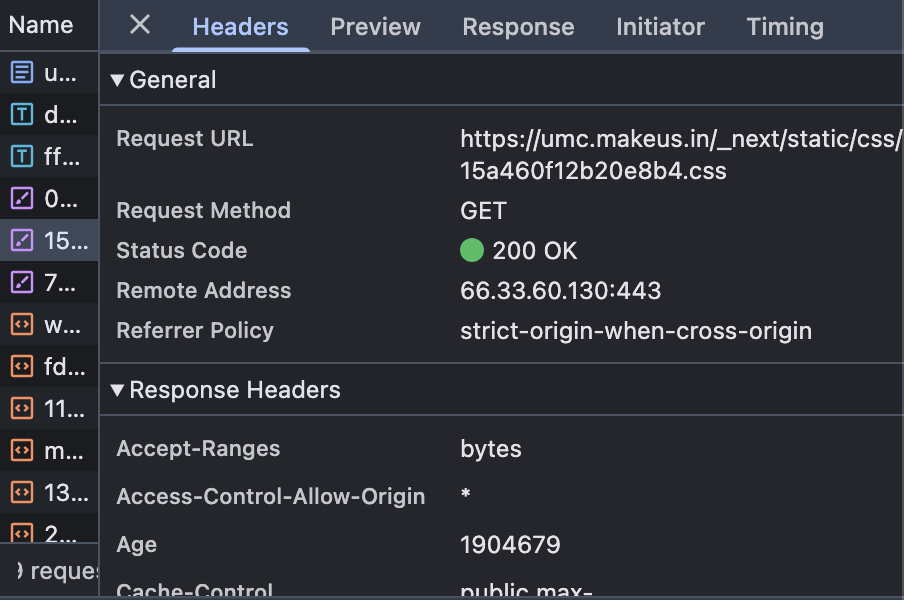 Name
Headers Preview Response Initiator Timing
u...
d...
ff...
0...
15...
7...
w...
fd...
11...
m...
13...
2...
reques
General
Request URL https://umc.makeus.in/_next/static/css/
15a460f12b20e8b4.css
Request Method GET
Status Code 200 OK
Remote Address 66.33.60.130:443
Referrer Policy strict-origin-when-cross-origin
Response Headers
Accept-Ranges bytes
Access-Control-Allow-Origin *
Age 1904679
Cache-Control public,max-